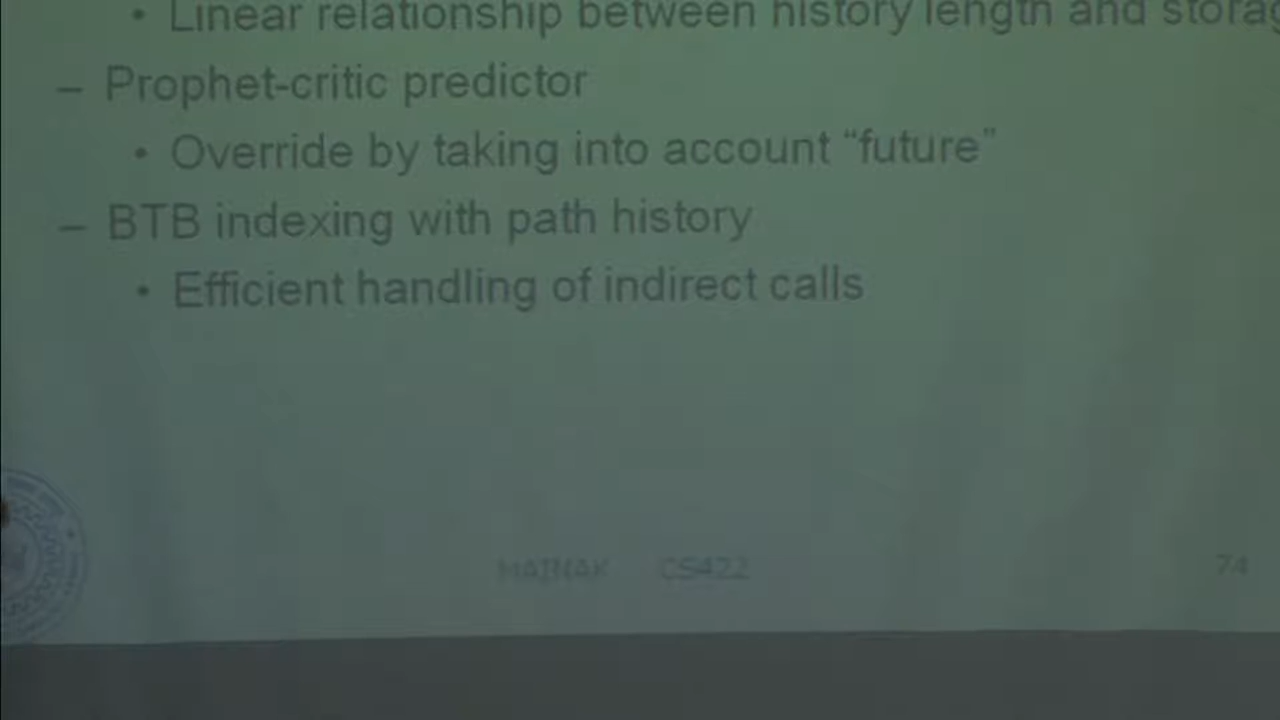 • Linear relationship between history length and storag
– Prophet-critic predictor
• Override by taking into account “future”
– BTB indexing with path history
• Efficient handling of indirect calls
MAINAK CS422 74